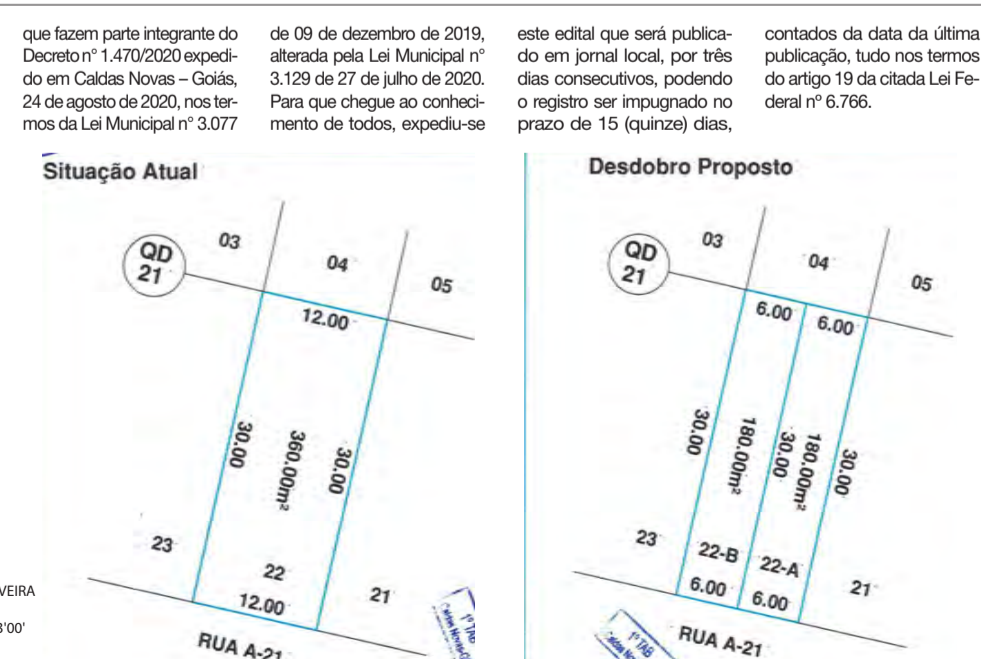 que fazem parte integrante do
Decreto n° 1.470/2020 expedi-
do em Caldas Novas – Goiás,
24 de agosto de 2020, nos ter-
mos da Lei Municipal n° 3.077
de 09 de dezembro de 2019,
alterada pela Lei Municipal n°
3.129 de 27 de julho de 2020.
Para que chegue ao conheci-
mento de todos, expediu-se
este edital que será publica-
do em jornal local, por três
dias consecutivos, podendo
o registro ser impugnado no
prazo de 15 (quinze) dias,
contados da data da última
publicação, tudo nos termos
do artigo 19 da citada Lei Fe-
deral nº 6.766.
Situação Atual
QD
21
03
04
05
12.00
30.00
360.00m²
30.00
23
22
21
12.00
RUA A-21
1º TAB
VEIRA
3'00'
Desdobro Proposto
QD
21
03
04
05
6.00
6.00
30.00
180.00m²
30.00
180.00m²
30.00
23
22-B
22-A
21
6.00
6.00
RUA A-21
1º TAB